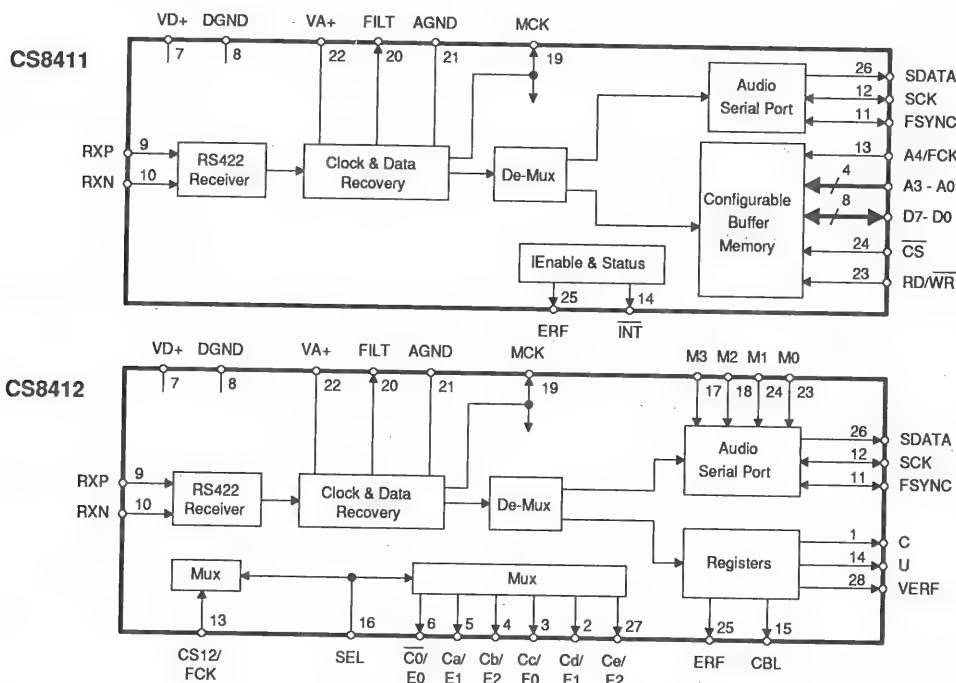 VD+ DGND VA+ FILT AGND MCK
7 8 22 20 21 19
CS8411
26 SDATA
Audio
Serial Port
12 SCK
11 FSYNC
RXP 9
RXN 10
RS422
Receiver
Clock & Data
Recovery
De-Mux
Configurable
Buffer
Memory
13 A4/FCK
4 A3 - A0
8 D7- D0
24 CS
23 RD/WR
IEnable & Status
25 14
ERF INT
VD+ DGND VA+ FILT AGND MCK M3 M2 M1 M0
7 8 22 20 21 19 17 18 24 23
CS8412
Audio
Serial Port
26 SDATA
12 SCK
11 FSYNC
RXP 9
RXN 10
RS422
Receiver
Clock & Data
Recovery
De-Mux
Registers
1 C
14 U
28 VERF
Mux Mux
13 16 6 5 4 3 2 27 25 15
CS12/ SEL C0/ Ca/ Cb/ Cc/ Cd/ Ce/ ERF CBL
FCK E0 E1 E2 E0 E1 E2